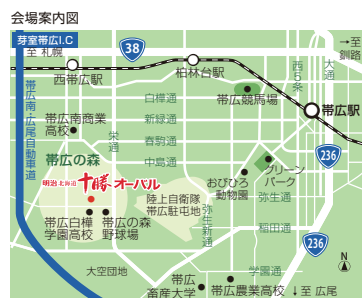 会場案内図
芽室帯広I.C
至 札幌
38
→至
釧路
西帯広駅
柏林台駅
西5条
大通
帯広南・広尾自動車道
白樺通
帯広競馬場
帯広駅
帯広南商業
高校
栄通
新緑通
春駒通
中島通
236
帯広の森
グリーン
パーク
明治 北海道 十勝オーバル
おびひろ
動物園
陸上自衛隊
帯広駐屯地
弥生通
弥生新通
稲田通
帯広白樺
学園高校
帯広の森
野球場
236
大空団地
学園通
N
帯広
畜産大学
帯広農業高校
↓至 広尾